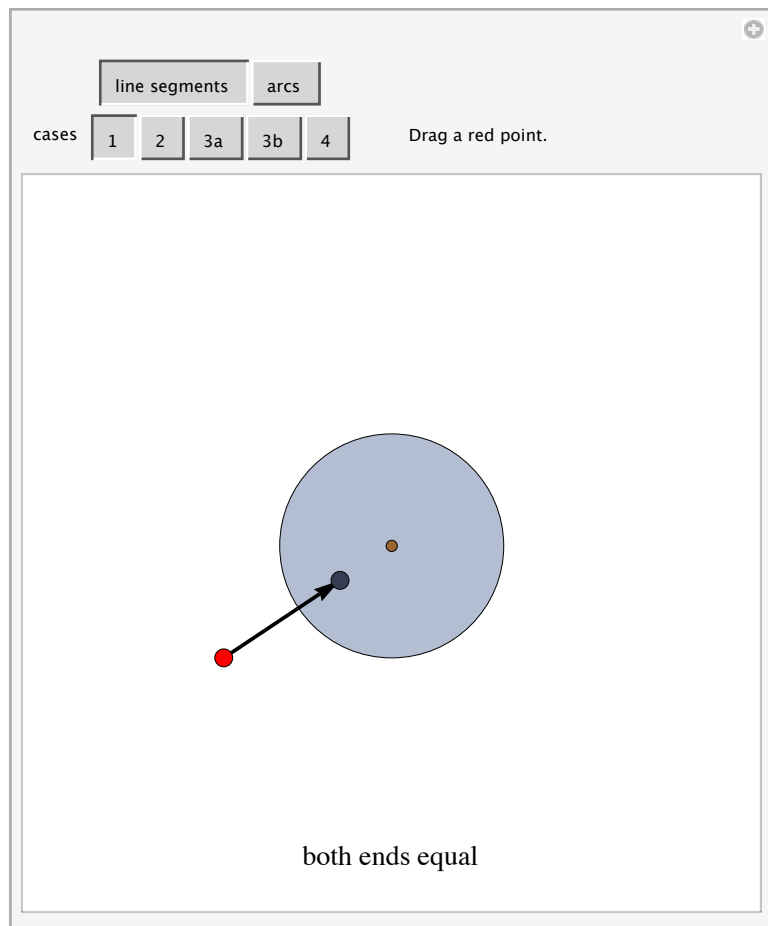 line segments arcs
cases 1 2 3a 3b 4 Drag a red point.
both ends equal